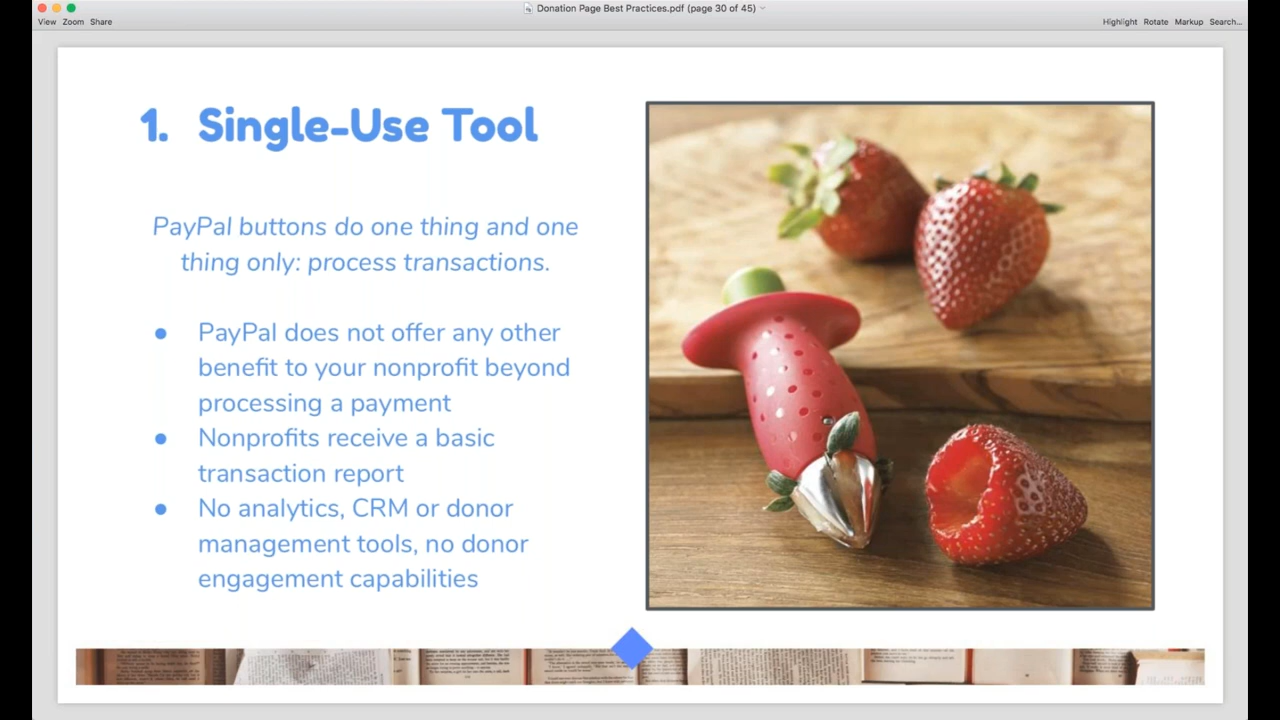 Donation Page Best Practices.pdf (page 30 of 45)
View Zoom Share
Highlight Rotate Markup Search...
1. Single-Use Tool
PayPal buttons do one thing and one
thing only: process transactions.
● PayPal does not offer any other
benefit to your nonprofit beyond
processing a payment
● Nonprofits receive a basic
transaction report
● No analytics, CRM or donor
management tools, no donor
engagement capabilities